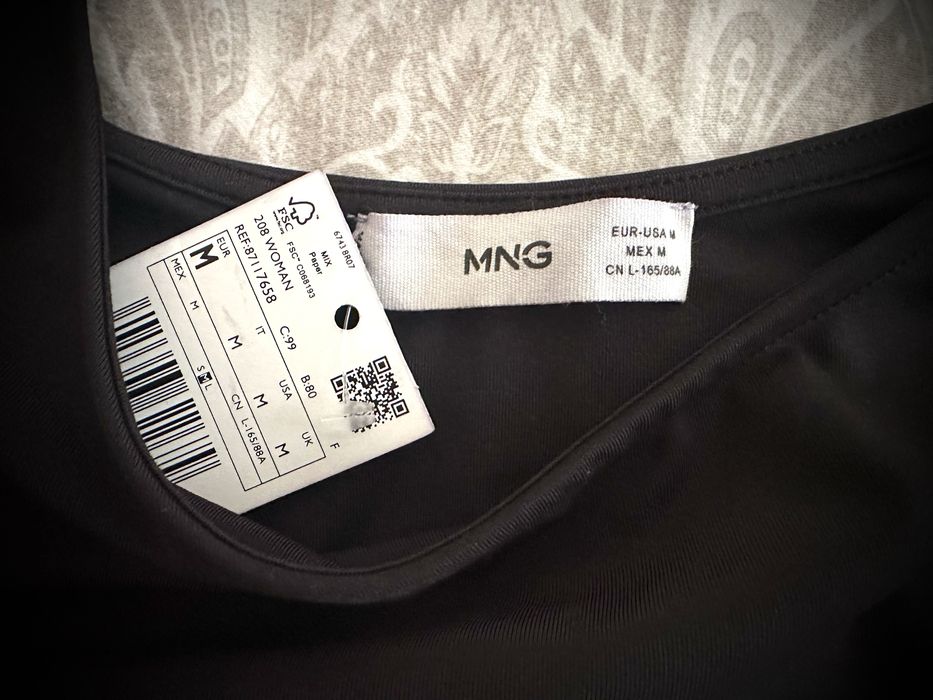 MNG
EUR-USA M
MEX M
CN L-165/88A
6743 8R07
MIX
Paper
FSC
FSC® C068193
208 WOMAN
REF:87117658
C:99
B:80
F
EUR
M
IT
M
USA
M
UK
M
MEX
M
S M L
CN L-165/88A